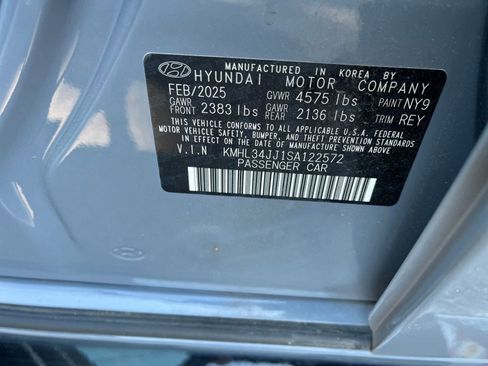 MANUFACTURED IN KOREA BY
HYUNDAI MOTOR COMPANY
FEB/2025 GVWR 4575 lbs PAINT NY9
GAWR FRONT 2383 lbs GAWR REAR 2136 lbs TRIM REY
THIS VEHICLE CONFORMS TO ALL APPLICABLE U.S.A. FEDERAL
MOTOR VEHICLE SAFETY, BUMPER, AND THEFT PREVENTION STANDARDS
IN EFFECT ON THE DATE OF MANUFACTURE SHOWN ABOVE.
V.I.N KMHL34JJ1SA122572
PASSENGER CAR